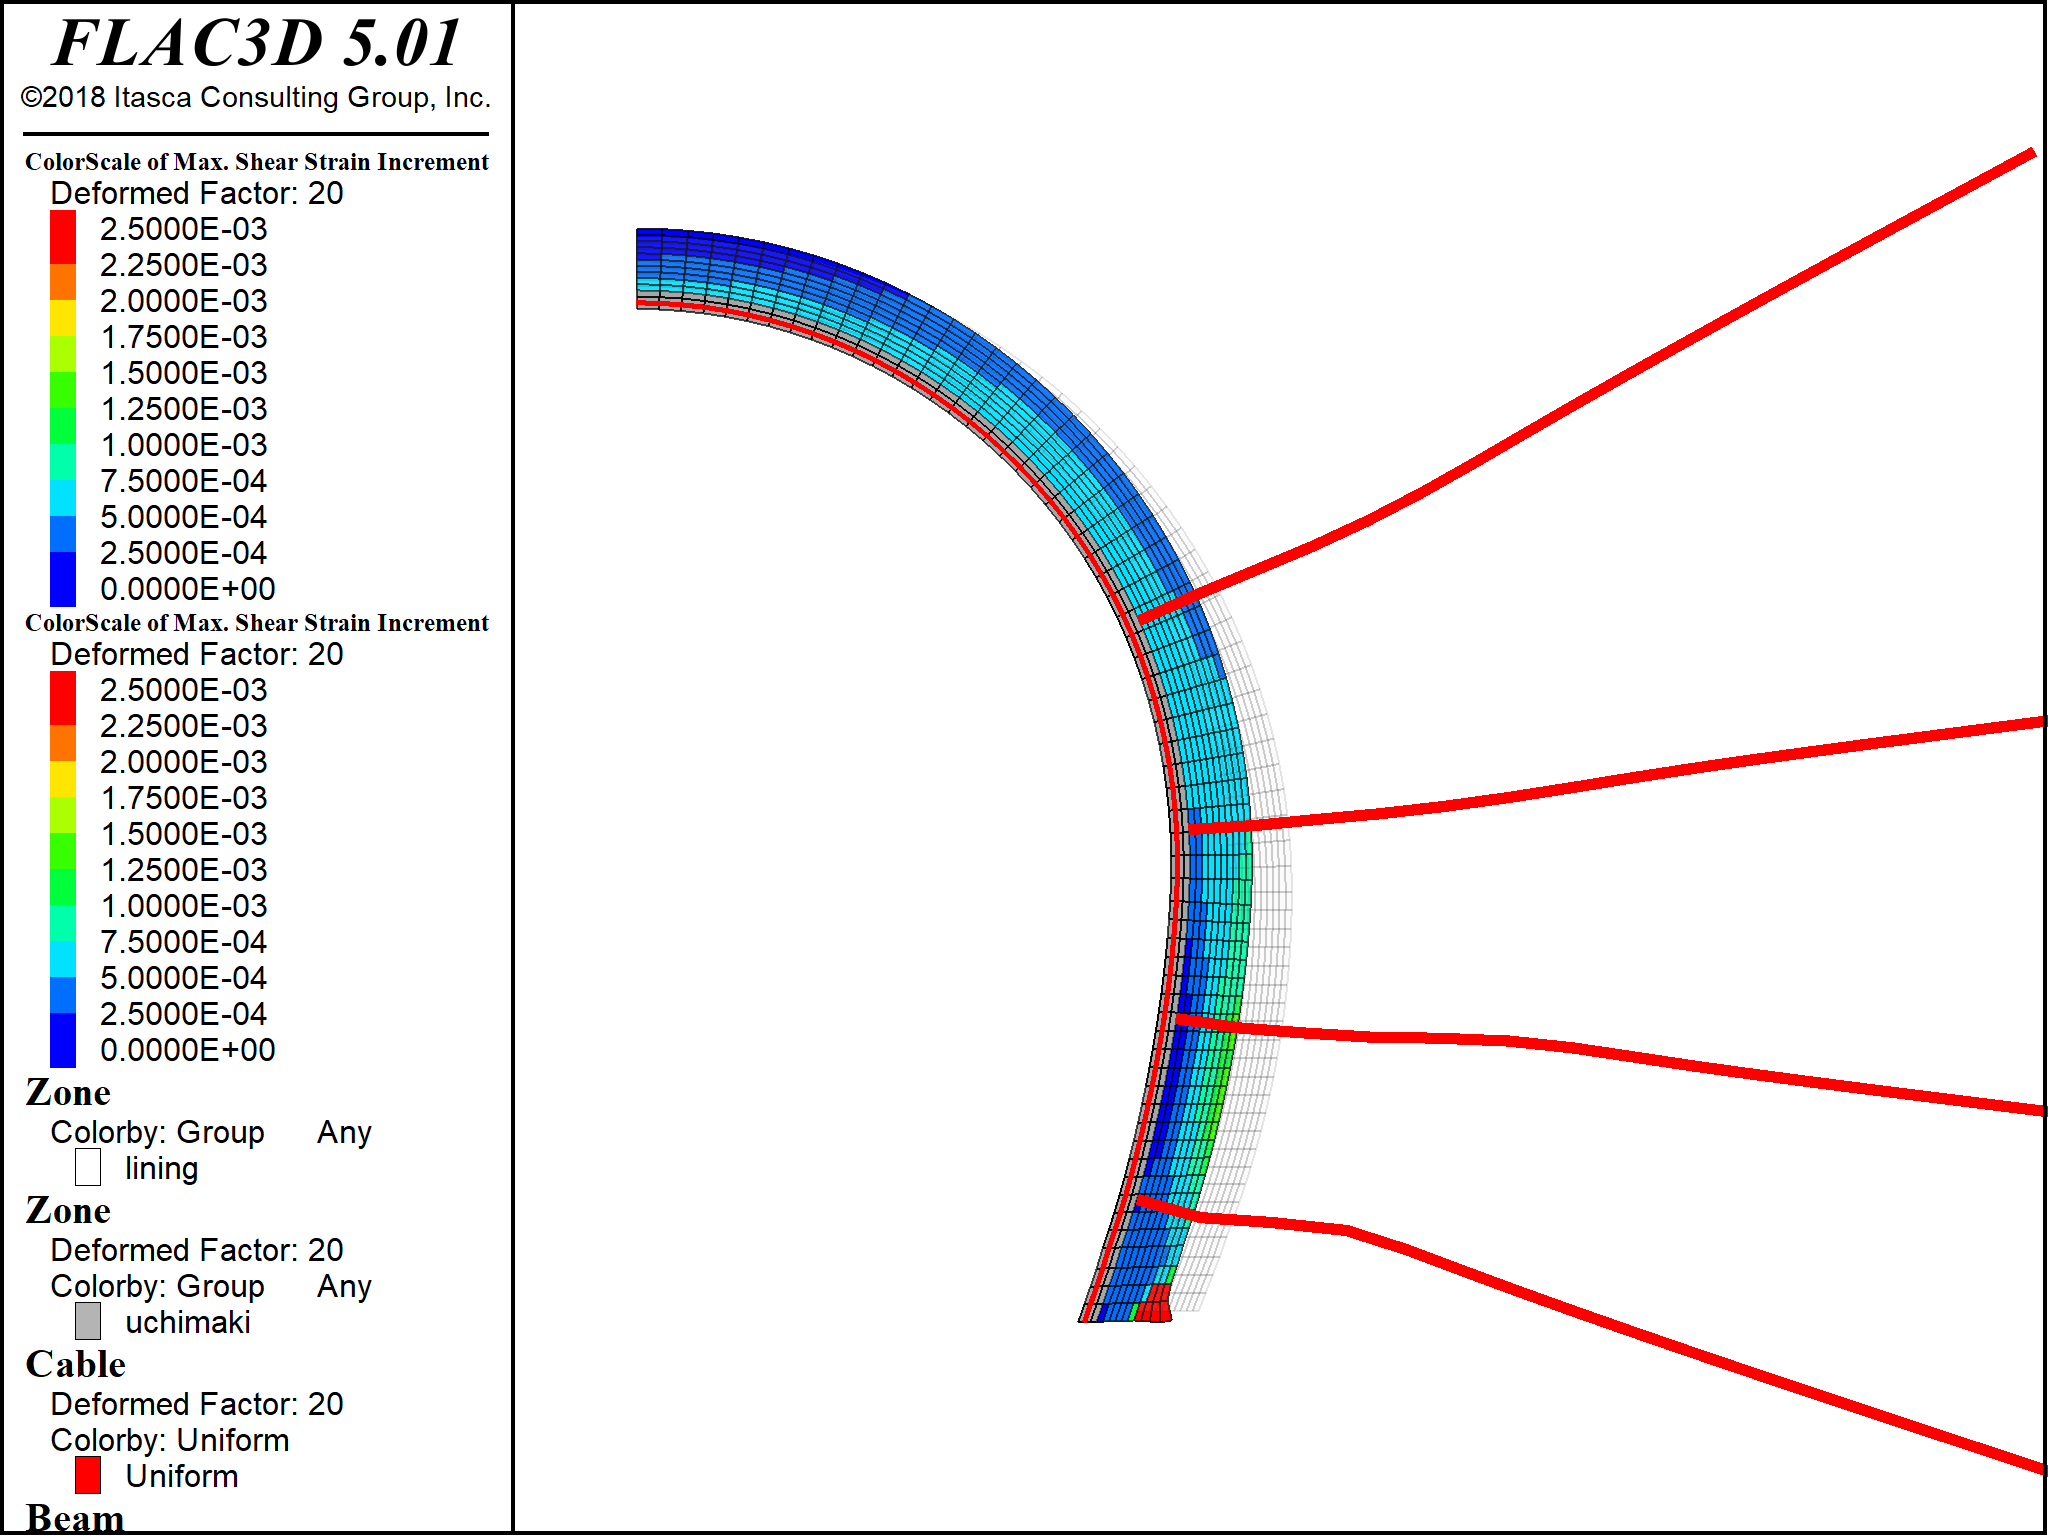 FLAC3D 5.01
©2018 Itasca Consulting Group, Inc.
ColorScale of Max. Shear Strain Increment
Deformed Factor: 20
2.5000E-03
2.2500E-03
2.0000E-03
1.7500E-03
1.5000E-03
1.2500E-03
1.0000E-03
7.5000E-04
5.0000E-04
2.5000E-04
0.0000E+00
ColorScale of Max. Shear Strain Increment
Deformed Factor: 20
2.5000E-03
2.2500E-03
2.0000E-03
1.7500E-03
1.5000E-03
1.2500E-03
1.0000E-03
7.5000E-04
5.0000E-04
2.5000E-04
0.0000E+00
Zone
Colorby: Group Any
lining
Zone
Deformed Factor: 20
Colorby: Group Any
uchimaki
Cable
Deformed Factor: 20
Colorby: Uniform
Uniform
Beam